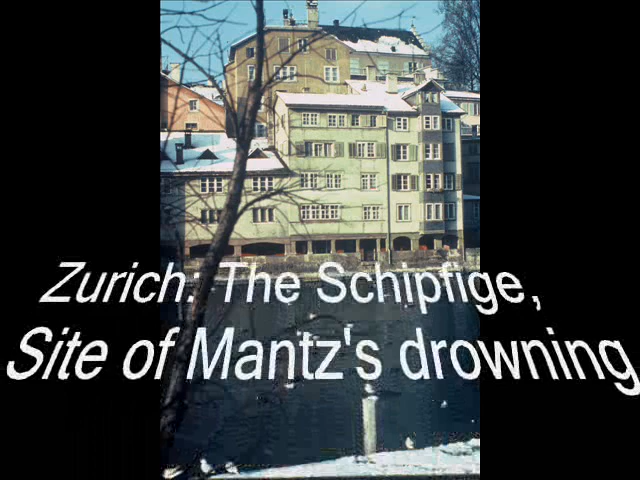 Zurich: The Schipfige,
Site of Mantz's drowning